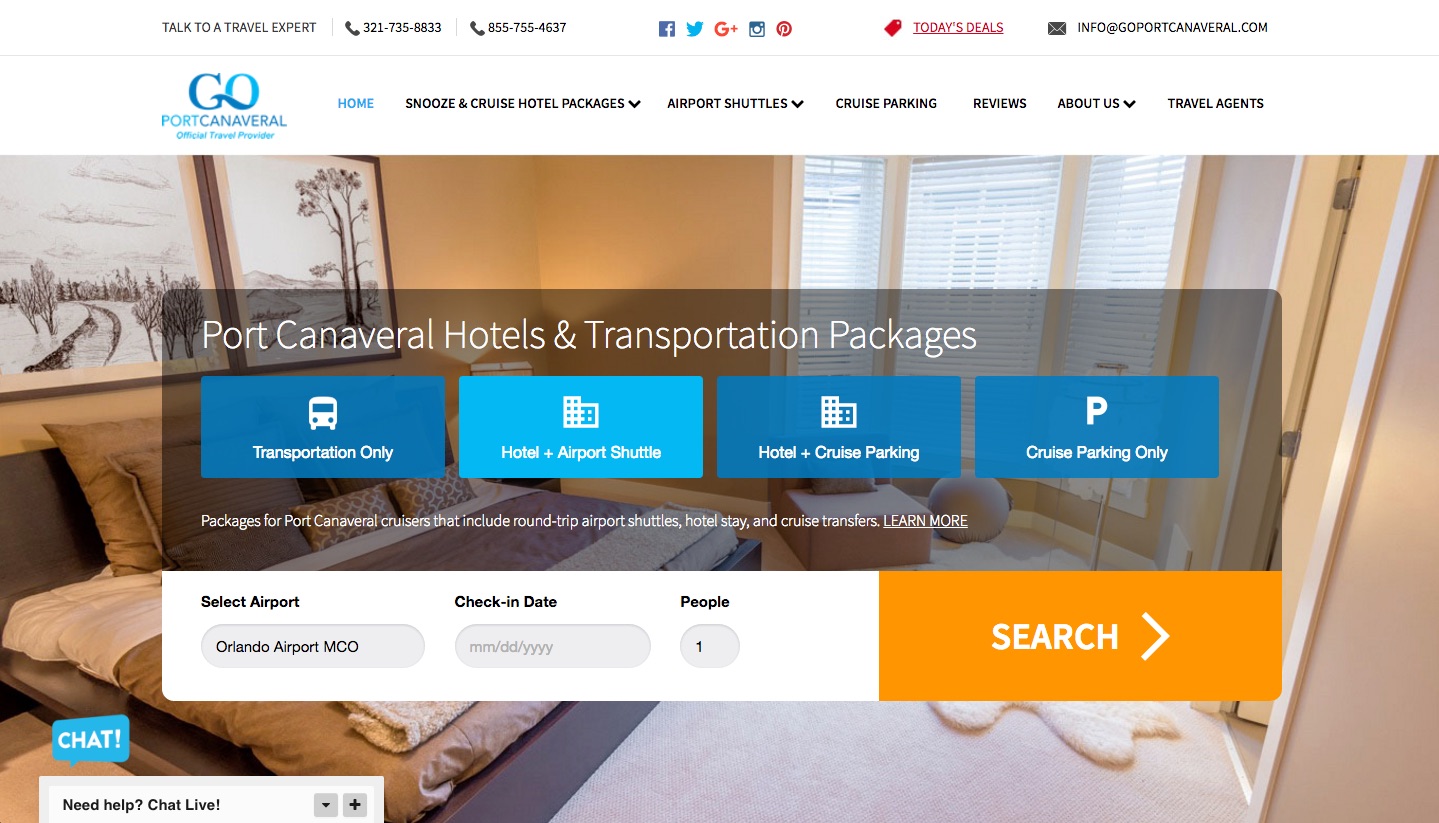 TALK TO A TRAVEL EXPERT 321-735-8833 855-755-4637 TODAY'S DEALS INFO@GOPORTCANAVERAL.COM
GO
PORTCANAVERAL
Official Travel Provider
HOME SNOOZE & CRUISE HOTEL PACKAGES AIRPORT SHUTTLES CRUISE PARKING REVIEWS ABOUT US TRAVEL AGENTS
Port Canaveral Hotels & Transportation Packages
Transportation Only Hotel + Airport Shuttle Hotel + Cruise Parking P Cruise Parking Only
Packages for Port Canaveral cruisers that include round-trip airport shuttles, hotel stay, and cruise transfers. LEARN MORE
Select Airport Check-in Date People
Orlando Airport MCO mm/dd/yyyy 1
SEARCH
CHAT!
Need help? Chat Live!